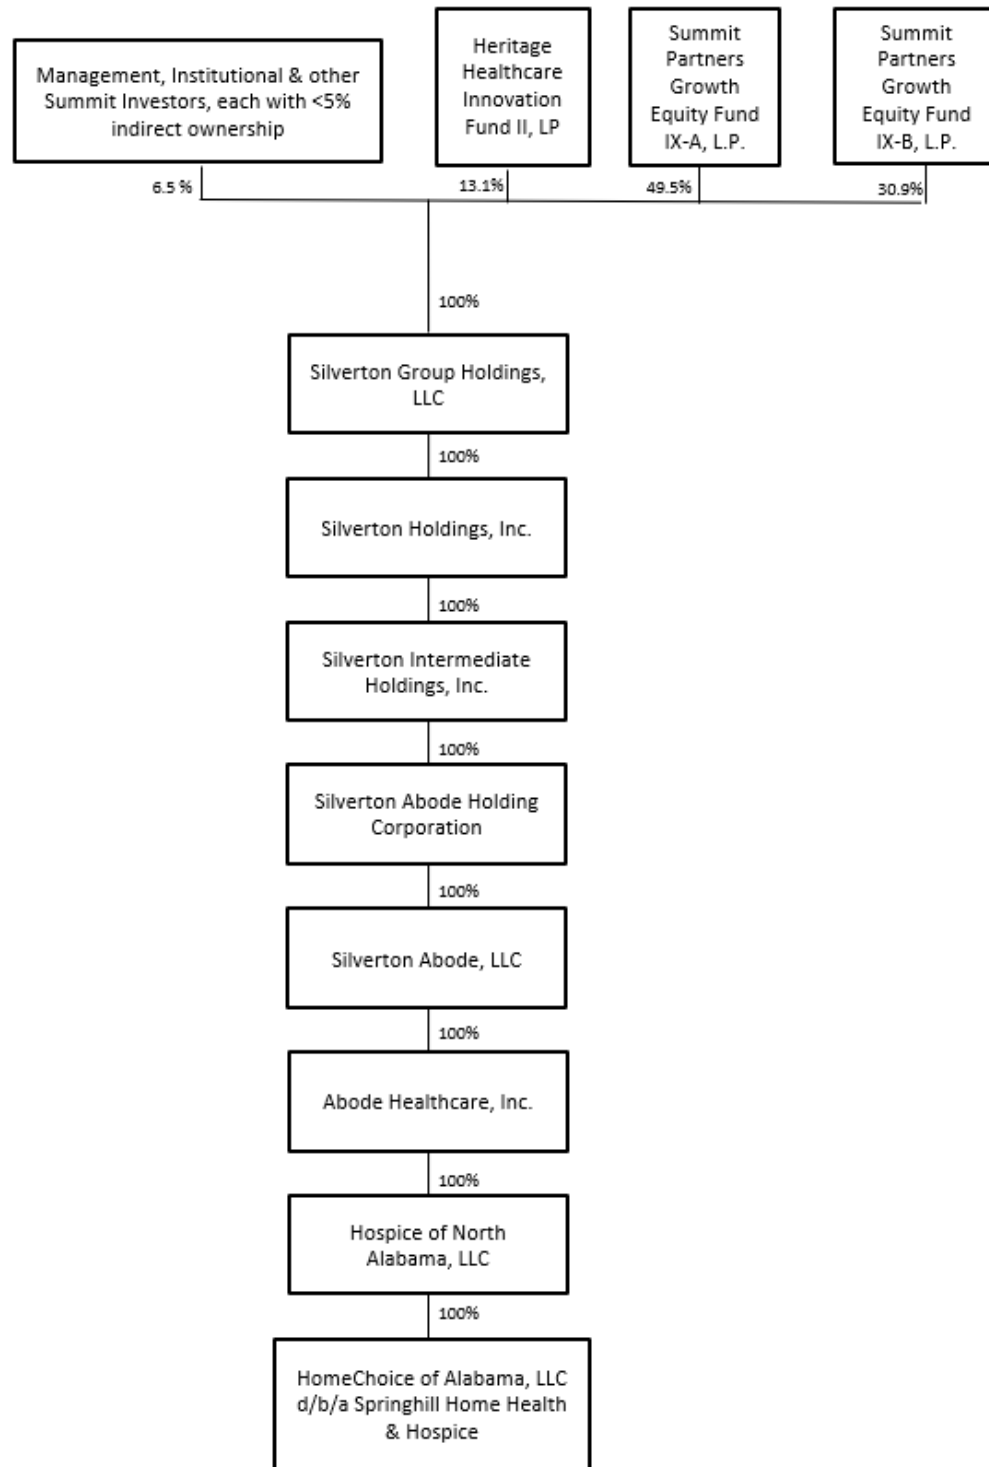 Management, Institutional & other
Summit Investors, each with <5%
indirect ownership
Heritage
Healthcare
Innovation
Fund II, LP
Summit
Partners
Growth
Equity Fund
IX-A, L.P.
Summit
Partners
Growth
Equity Fund
IX-B, L.P.
6.5 %
13.1%
49.5%
30.9%
100%
Silverton Group Holdings,
LLC
100%
Silverton Holdings, Inc.
100%
Silverton Intermediate
Holdings, Inc.
100%
Silverton Abode Holding
Corporation
100%
Silverton Abode, LLC
100%
Abode Healthcare, Inc.
100%
Hospice of North
Alabama, LLC
100%
HomeChoice of Alabama, LLC
d/b/a Springhill Home Health
& Hospice